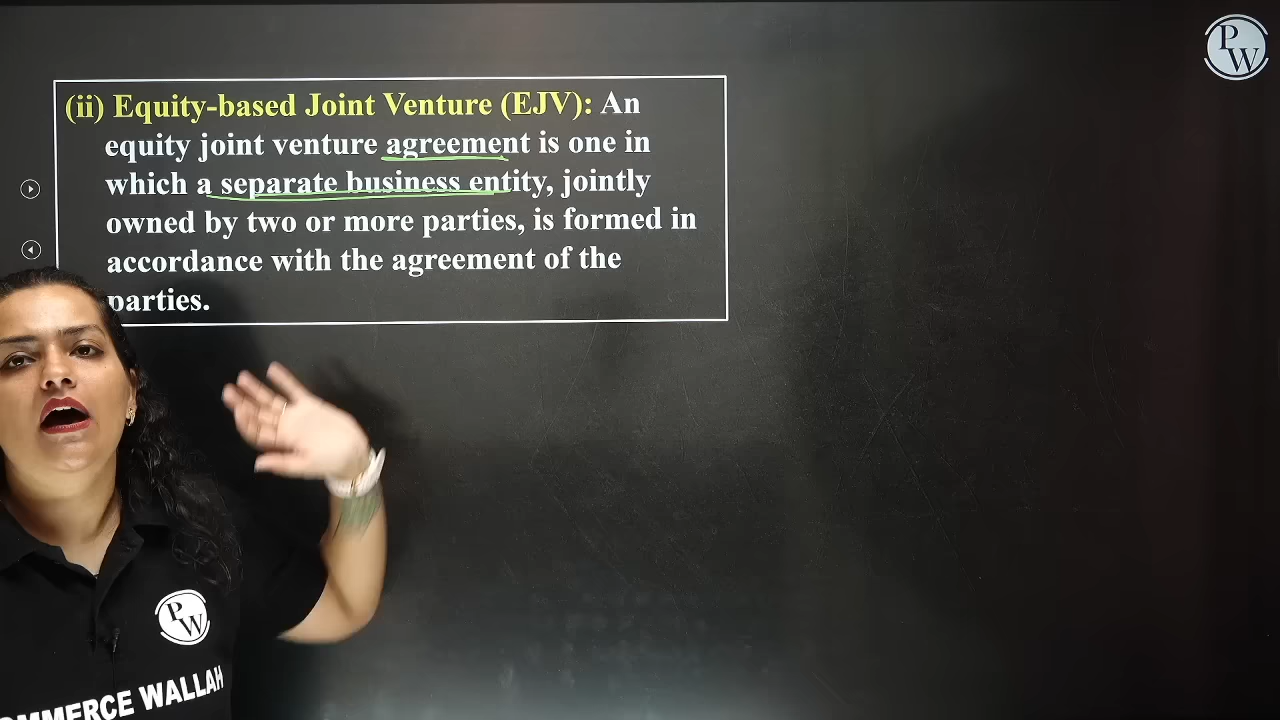 PW
(ii) Equity-based Joint Venture (EJV): An
equity joint venture agreement is one in
which a separate business entity, jointly
owned by two or more parties, is formed in
accordance with the agreement of the
parties.
PW
OMMERCE WALLAH